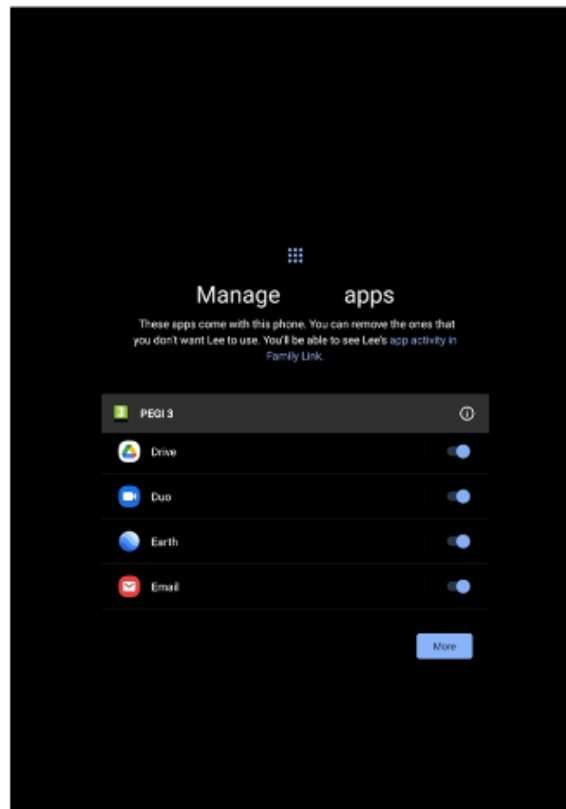 Manage apps
These apps come with this phone. You can remove the ones that
you don't want Lee to use. You'll be able to see Lee's app activity in
Family Link.
3 PEGI 3
Drive
Duo
Earth
Email
More